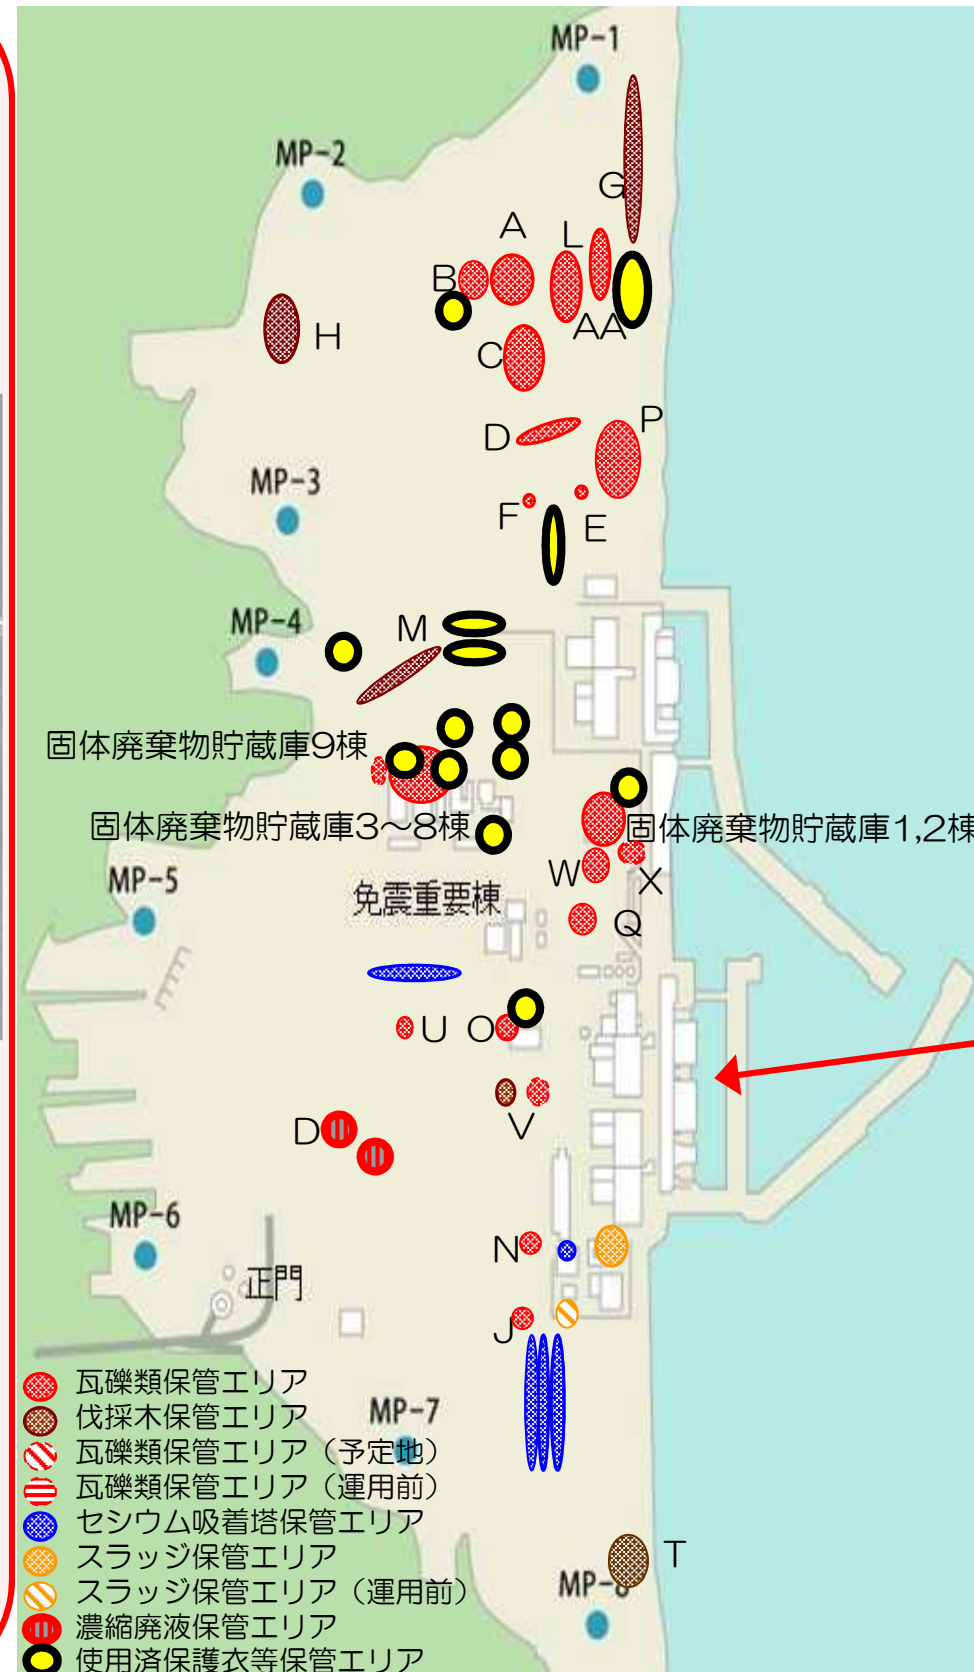 MP-1
MP-2
G
A
L
B
AA
H
C
P
D
MP-3
F
E
MP-4
M
固体廃棄物貯蔵庫9棟
固体廃棄物貯蔵庫3~8棟
固体廃棄物貯蔵庫1,2棟
W
X
MP-5
免震重要棟
Q
U
O
V
D
MP-6
N
正門
J
瓦礫類保管エリア
伐採木保管エリア
MP-7
瓦礫類保管エリア(予定地)
瓦礫類保管エリア(運用前)
セシウム吸着塔保管エリア
スラッジ保管エリア
T
スラッジ保管エリア(運用前)
MP-8
濃縮廃液保管エリア
使用済保護衣等保管エリア